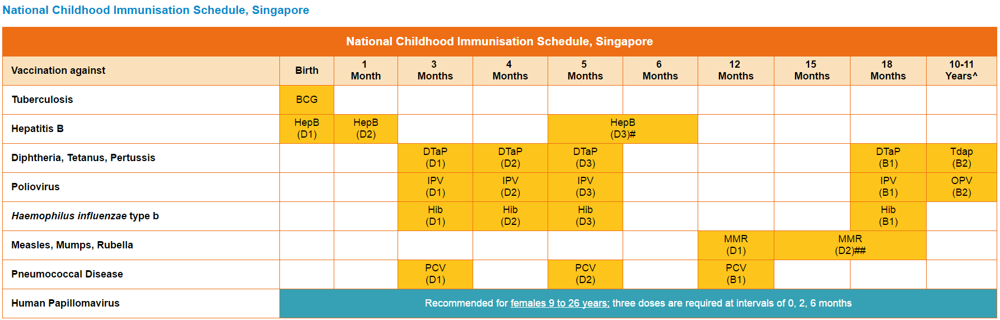 National Childhood Immunisation Schedule, Singapore
National Childhood Immunisation Schedule, Singapore
Vaccination against Birth 1 Month 3 Months 4 Months 5 Months 6 Months 12 Months 15 Months 18 Months 10-11 Years^
Tuberculosis BCG
Hepatitis B HepB (D1) HepB (D2) HepB (D3)#
Diphtheria, Tetanus, Pertussis DTaP (D1) DTaP (D2) DTaP (D3) DTaP (B1) Tdap (B2)
Poliovirus IPV (D1) IPV (D2) IPV (D3) IPV (B1) OPV (B2)
Haemophilus influenzae type b Hib (D1) Hib (D2) Hib (D3) Hib (B1)
Measles, Mumps, Rubella MMR (D1) MMR (D2)##
Pneumococcal Disease PCV (D1) PCV (D2) PCV (B1)
Human Papillomavirus Recommended for females 9 to 26 years; three doses are required at intervals of 0, 2, 6 months